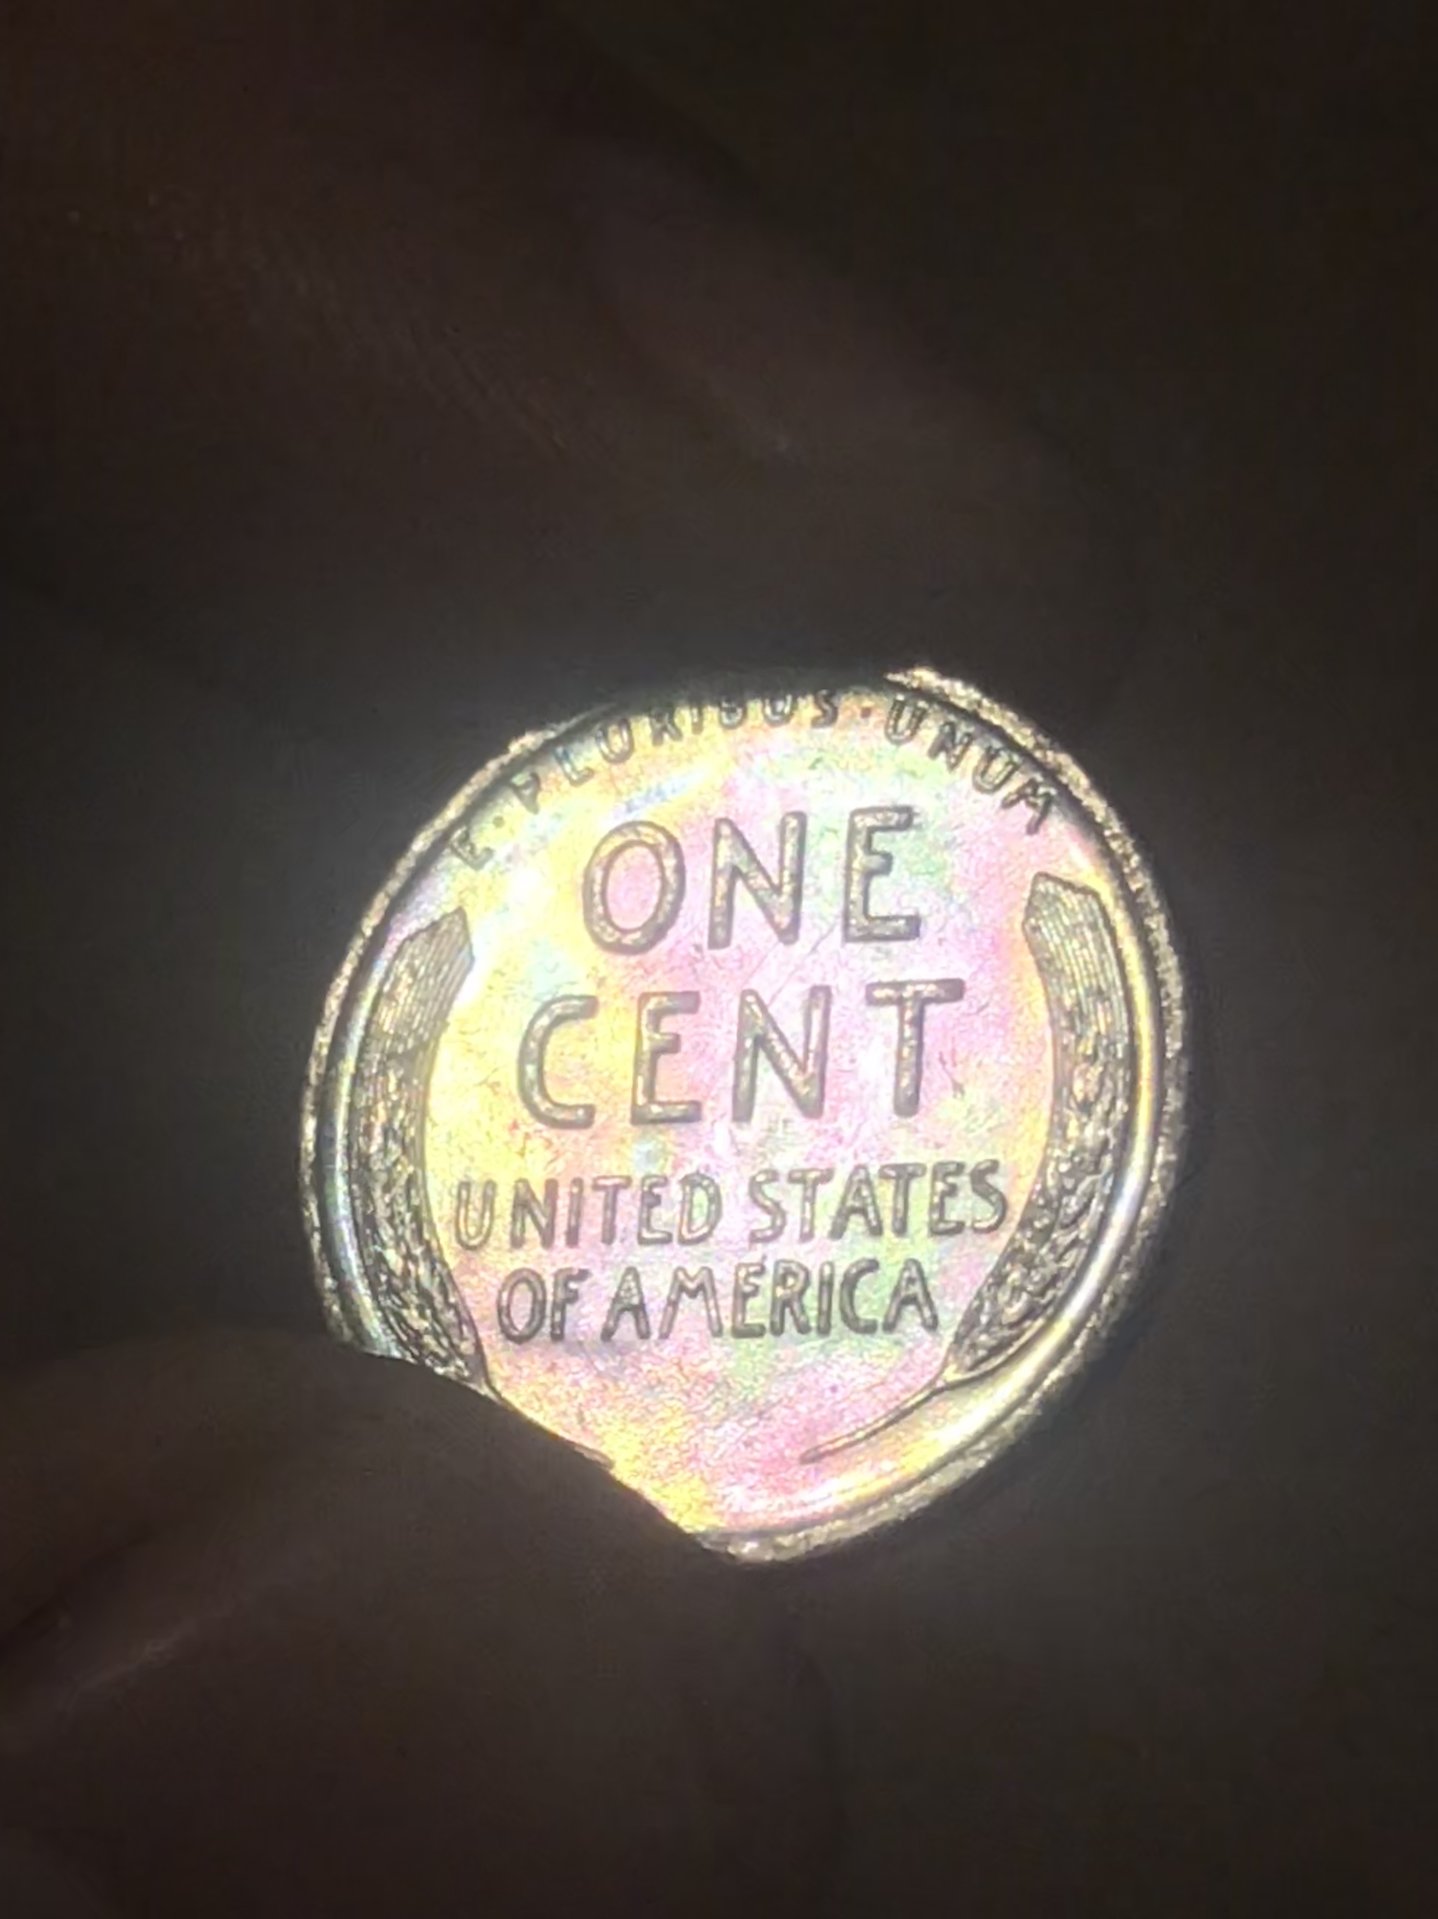 E·PLURIBUS·UNUM
ONE
CENT
UNITED STATES
OF AMERICA